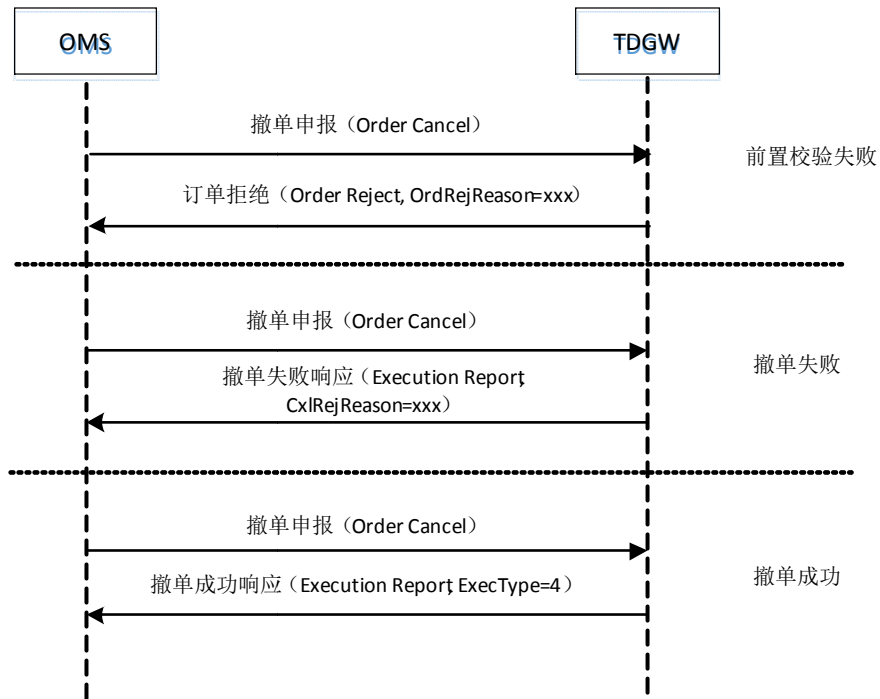 OMS
TDGW
撤单申报（Order Cancel）
前置校验失败
订单拒绝（Order Reject, OrdRejReason=xxx）
撤单申报（Order Cancel）
撤单失败
撤单失败响应（Execution Report,
CxlRejReason=xxx）
撤单申报（Order Cancel）
撤单成功
撤单成功响应（Execution Report, ExecType=4）